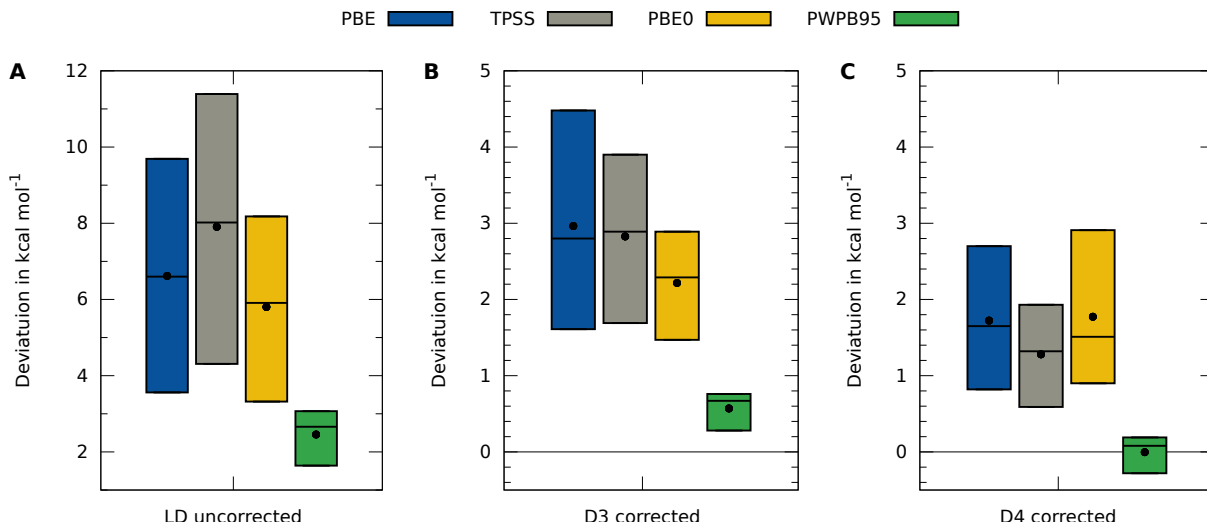 PBE TPSS PBE0 PWPB95
A B C
12 10 8 6 4 2
Deviatuion in kcal mol⁻¹
LD uncorrected
5 4 3 2 1 0
Deviatuion in kcal mol⁻¹
D3 corrected
5 4 3 2 1 0
Deviatuion in kcal mol⁻¹
D4 corrected